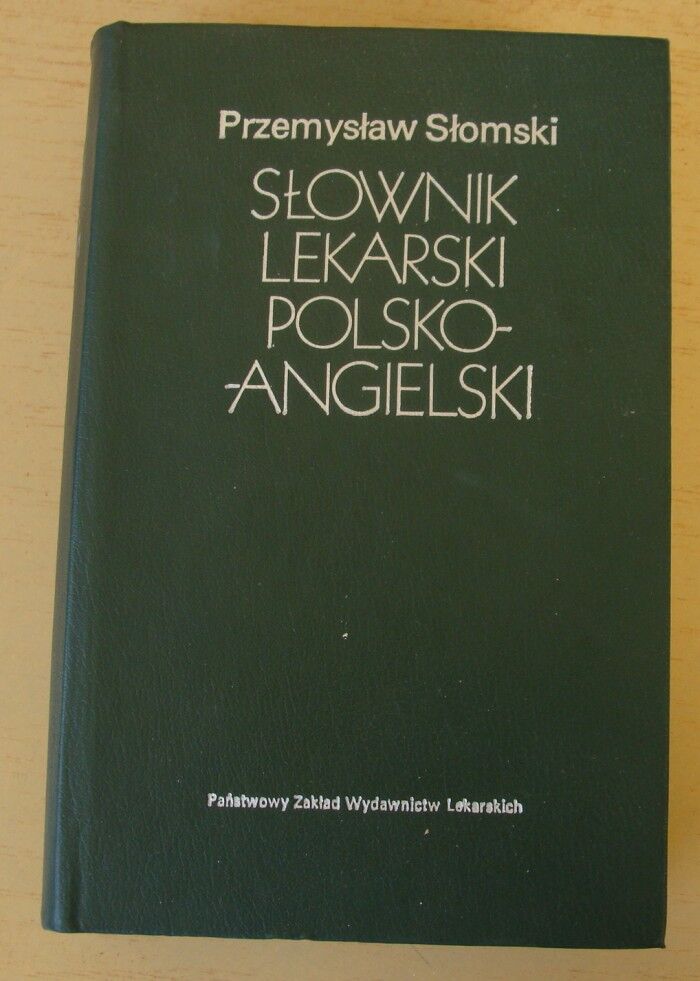 Przemysław Słomski
SŁOWNIK
LEKARSKI
POLSKO-
-ANGIELSKI
Państwowy Zakład Wydawnictw Lekarskich